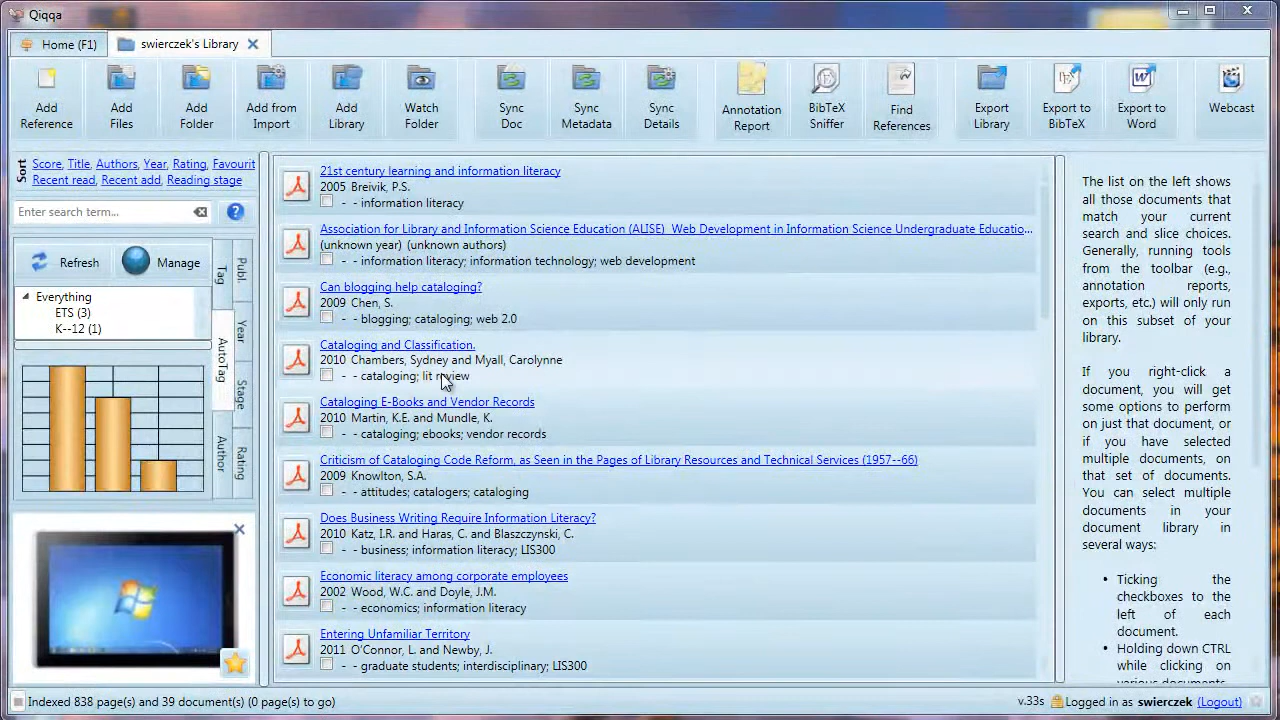 Qiqqa
Home (F1)
swierczek's Library
Add Reference
Add Files
Add Folder
Add from Import
Add Library
Watch Folder
Sync Doc
Sync Metadata
Sync Details
Annotation Report
BibTeX Sniffer
Find References
Export Library
Export to BibTeX
Export to Word
Webcast
Sort
Score, Title, Authors, Year, Rating, Favourit
Recent read, Recent add, Reading stage
Enter search term...
?
Refresh
Manage
Everything
ETS (3)
K--12 (1)
Tag
AutoTag
Author
Publ.
Year
Stage
Rating
21st century learning and information literacy
2005 Breivik, P.S.
- - information literacy
Association for Library and Information Science Education (ALISE) Web Development in Information Science Undergraduate Educatio...
(unknown year) (unknown authors)
- - information literacy; information technology; web development
Can blogging help cataloging?
2009 Chen, S.
- - blogging; cataloging; web 2.0
Cataloging and Classification.
2010 Chambers, Sydney and Myall, Carolynne
- - cataloging; lit review
Cataloging E-Books and Vendor Records
2010 Martin, K.E. and Mundle, K.
- - cataloging; ebooks; vendor records
Criticism of Cataloging Code Reform, as Seen in the Pages of Library Resources and Technical Services (1957--66)
2009 Knowlton, S.A.
- - attitudes; catalogers; cataloging
Does Business Writing Require Information Literacy?
2010 Katz, I.R. and Haras, C. and Blaszczynski, C.
- - business; information literacy; LIS300
Economic literacy among corporate employees
2002 Wood, W.C. and Doyle, J.M.
- - economics; information literacy
Entering Unfamiliar Territory
2011 O'Connor, L. and Newby, J.
- - graduate students; interdisciplinary; LIS300
The list on the left shows
all those documents that
match your current
search and slice choices.
Generally, running tools
from the toolbar (e.g.,
annotation reports,
exports, etc.) will only run
on this subset of your
library.
If you right-click a
document, you will get
some options to perform
on just that document, or
if you have selected
multiple documents, on
that set of documents.
You can select multiple
documents in your
document library in
several ways:
• Ticking the
checkboxes to the
left of each
document.
• Holding down CTRL
while clicking on
various documents
Indexed 838 page(s) and 39 document(s) (0 page(s) to go)
v.33s
Logged in as swierczek (Logout)